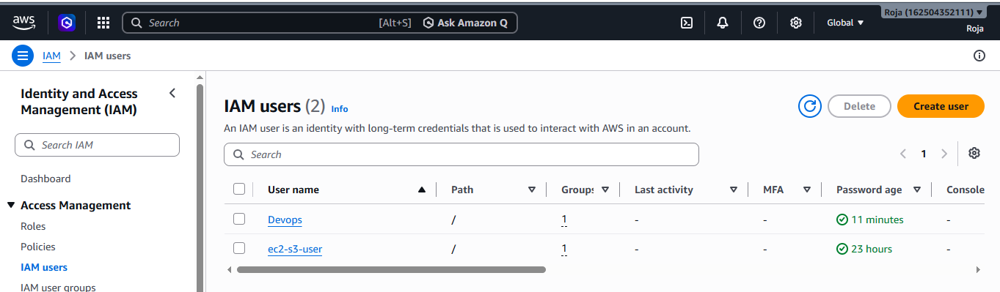 aws
Search [Alt+S] Ask Amazon Q
Global
Roja (162504352111)
Roja
IAM > IAM users
Identity and Access
Management (IAM)
Search IAM
Dashboard
Access Management
Roles
Policies
IAM users
IAM user groups
IAM users (2) Info
Delete Create user
An IAM user is an identity with long-term credentials that is used to interact with AWS in an account.
Search
1
User name Path Groups Last activity MFA Password age Console
Devops / 1 - - 11 minutes -
ec2-s3-user / 1 - - 23 hours -